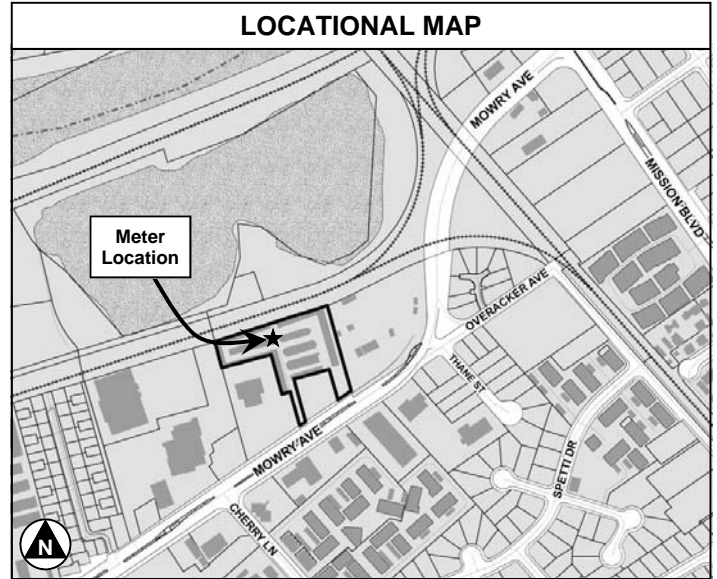 LOCATIONAL MAP
MOWRY AVE
MISSION BLVD
Meter
Location
OVERACKER AVE
THANE ST
MOWRY AVE
SPETTI DR
CHERRY LN
N